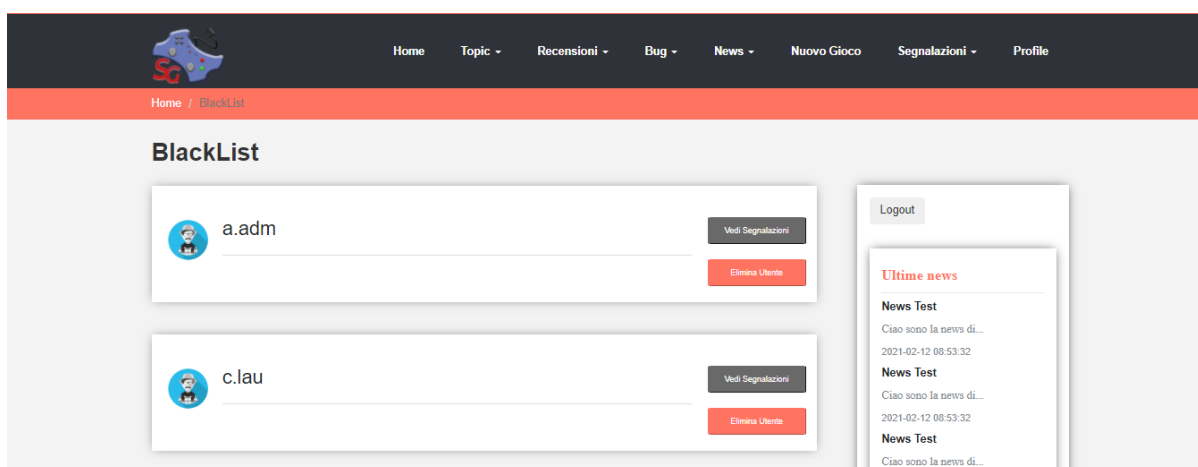 SG
Home Topic Recensioni Bug News Nuovo Gioco Segnalazioni Profile
Home / BlackList
BlackList
a.adm
Vedi Segnalazioni
Elimina Utente
c.lau
Vedi Segnalazioni
Elimina Utente
Logout
Ultime news
News Test
Ciao sono la news di...
2021-02-12 08:53:32
News Test
Ciao sono la news di...
2021-02-12 08:53:32
News Test
Ciao sono la news di...